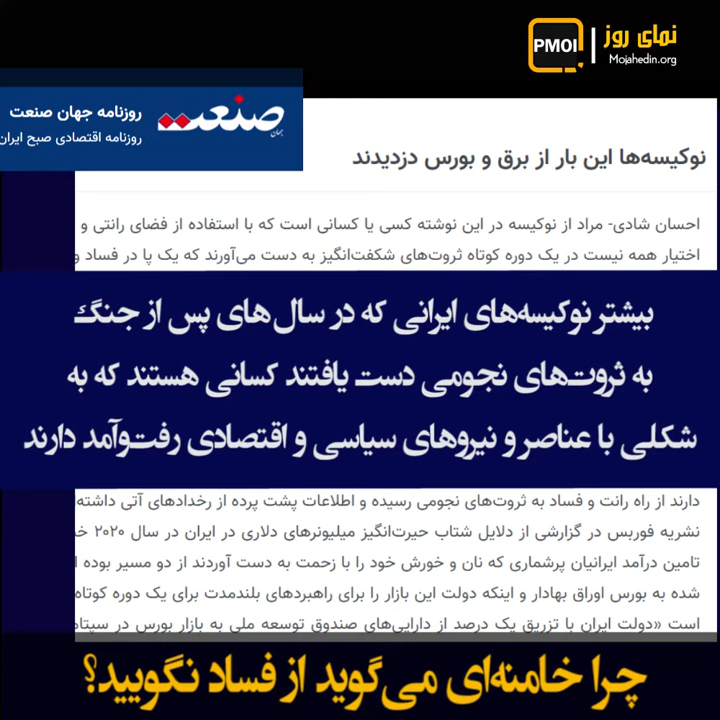 PMOI
نمای روز
Mojahedin.org
روزنامه جهان صنعت
روزنامه اقتصادی صبح ایران
جهان صنعت
نوکیسه‌ها این بار از برق و بورس دزدیدند
احسان شادی- مراد از نوکیسه در این نوشته کسی یا کسانی است که با استفاده از فضای رانتی و
اختیار همه نیست در یک دوره کوتاه ثروت‌های شگفت‌انگیز به دست می‌آورند که یک پا در فساد و
بیشتر نوکیسه‌های ایرانی که در سال‌های پس از جنگ
به ثروت‌های نجومی دست یافتند کسانی هستند که به
شکلی با عناصر و نیروهای سیاسی و اقتصادی رفت‌وآمد دارند
دارند از راه رانت و فساد به ثروت‌های نجومی رسیده و اطلاعات پشت پرده از رخدادهای آتی داشته‌
نشریه فوربس در گزارشی از دلایل شتاب حیرت‌انگیز میلیونرهای دلاری در ایران در سال ۲۰۲۰
تامین درآمد ایرانیان پرشماری که نان و خورش خود را با زحمت به دست آوردند از دو مسیر بوده
شده به بورس اوراق بهادار و اینکه دولت این بازار را برای راهبردهای بلندمدت برای یک دوره کوتاه
است «دولت ایران با تزریق یک درصد از دارایی‌های صندوق توسعه ملی به بازار بورس در
چرا خامنه‌ای می‌گوید از فساد نگویید؟